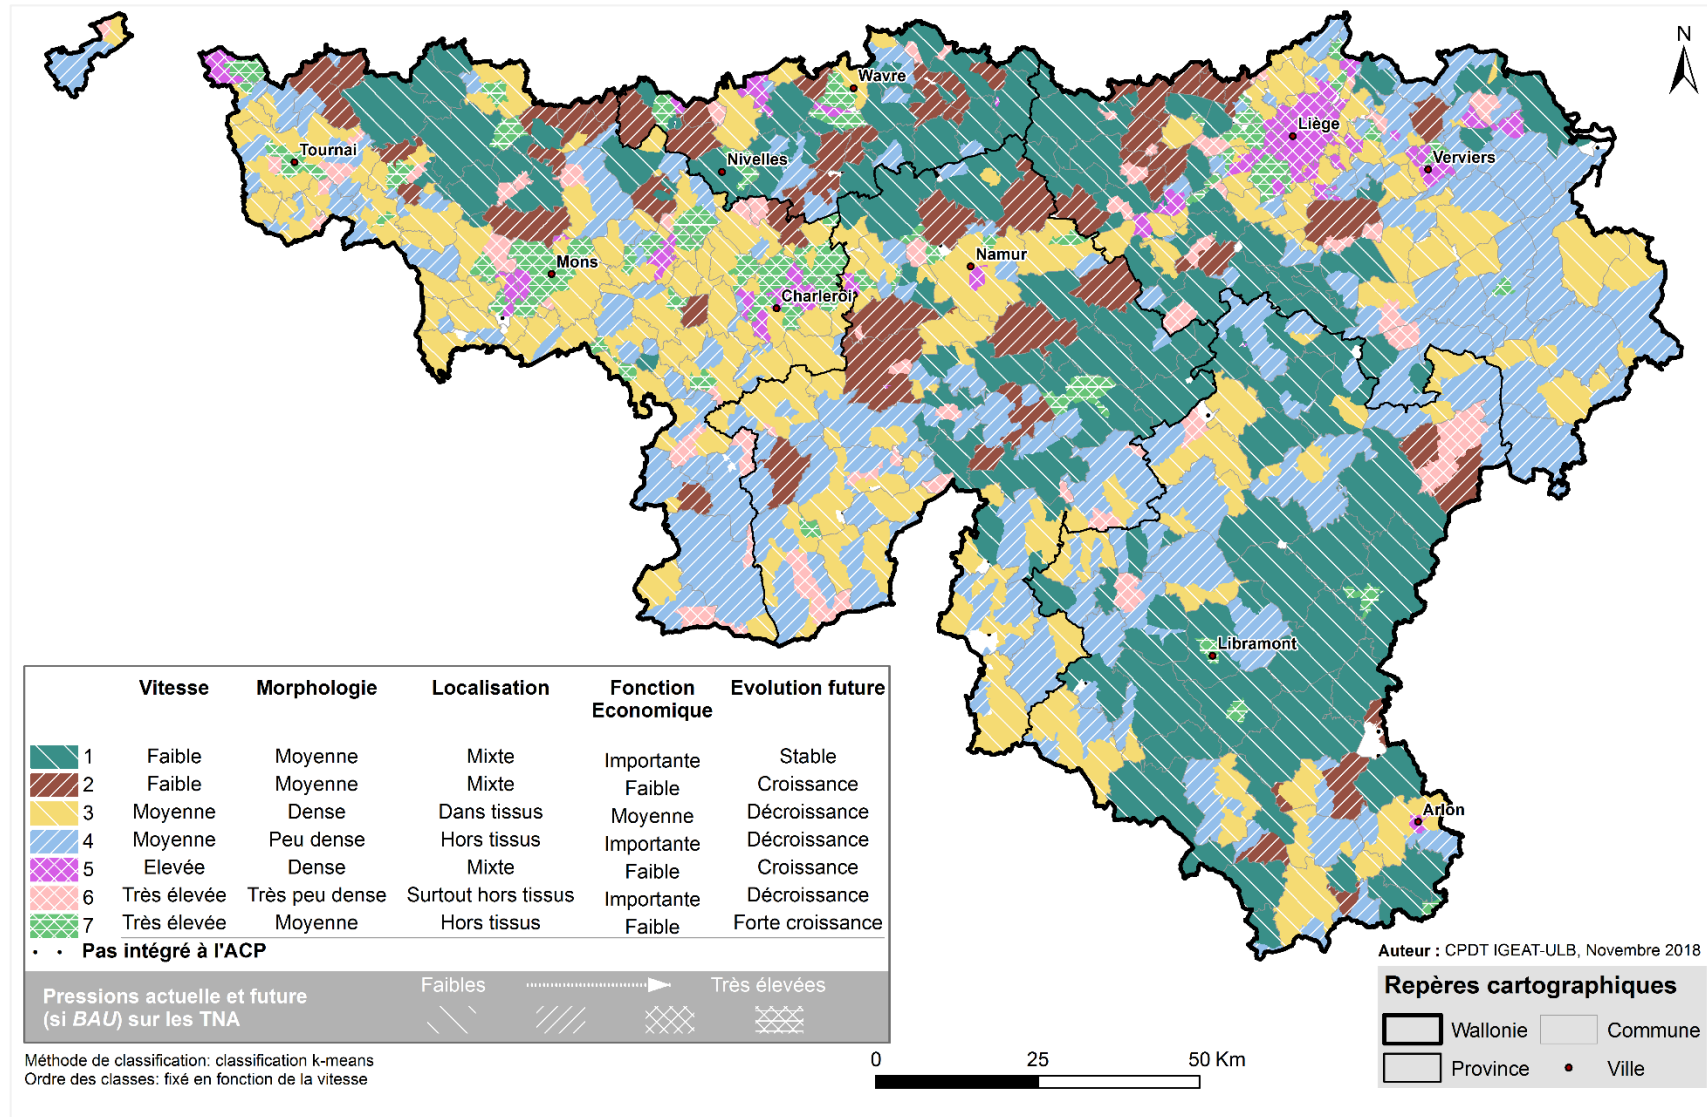 N
Wavre
Liège
Tournai
Nivelles
Verviers
Mons
Namur
Charleroi
Libramont
Arlon
Vitesse Morphologie Localisation Fonction Economique Evolution future
1 Faible Moyenne Mixte Importante Stable
2 Faible Moyenne Mixte Faible Croissance
3 Moyenne Dense Dans tissus Moyenne Décroissance
4 Moyenne Peu dense Hors tissus Importante Décroissance
5 Elevée Dense Mixte Faible Croissance
6 Très élevée Très peu dense Surtout hors tissus Importante Décroissance
7 Très élevée Moyenne Hors tissus Faible Forte croissance
Pas intégré à l'ACP
Pressions actuelle et future
(si BAU) sur les TNA
Faibles Très élevées
Méthode de classification: classification k-means
Ordre des classes: fixé en fonction de la vitesse
0 25 50 Km
Auteur : CPDT IGEAT-ULB, Novembre 2018
Repères cartographiques
Wallonie Commune
Province Ville